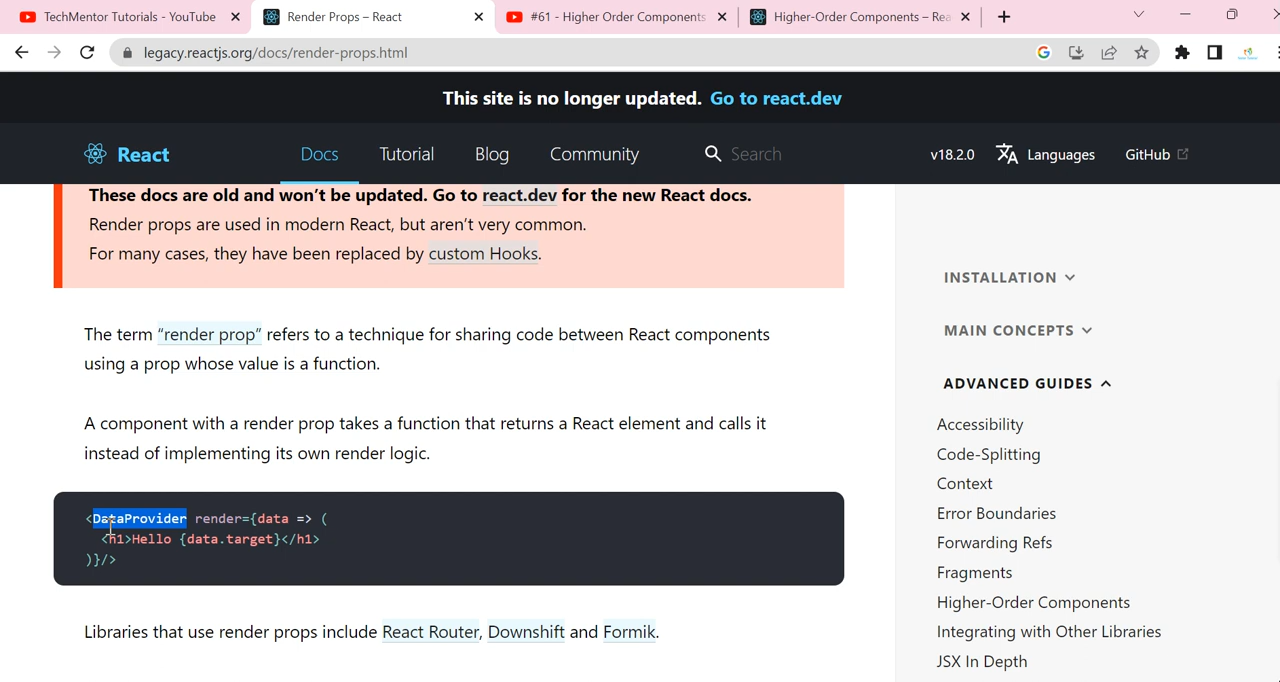 TechMentor Tutorials - YouTube
Render Props – React
#61 - Higher Order Components
Higher-Order Components – Rea
legacy.reactjs.org/docs/render-props.html
This site is no longer updated. Go to react.dev
React
Docs
Tutorial
Blog
Community
Search
v18.2.0
Languages
GitHub
These docs are old and won’t be updated. Go to react.dev for the new React docs.
Render props are used in modern React, but aren’t very common.
For many cases, they have been replaced by custom Hooks.
The term “render prop” refers to a technique for sharing code between React components
using a prop whose value is a function.
A component with a render prop takes a function that returns a React element and calls it
instead of implementing its own render logic.
<DataProvider render={data => (
<h1>Hello {data.target}</h1>
)}/>
Libraries that use render props include React Router, Downshift and Formik.
INSTALLATION
MAIN CONCEPTS
ADVANCED GUIDES
Accessibility
Code-Splitting
Context
Error Boundaries
Forwarding Refs
Fragments
Higher-Order Components
Integrating with Other Libraries
JSX In Depth